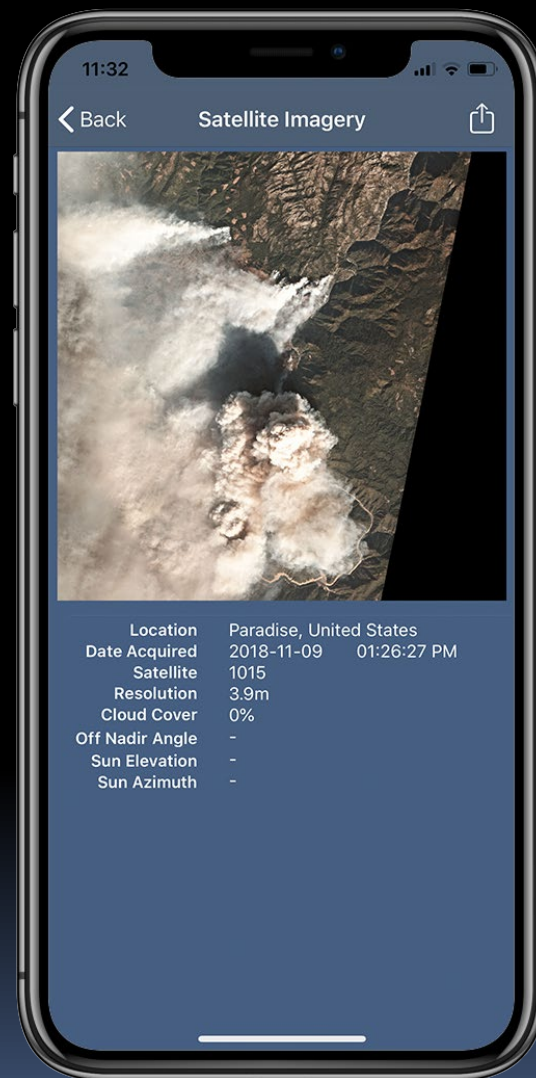 11:32
Back Satellite Imagery
Location Paradise, United States
Date Acquired 2018-11-09 01:26:27 PM
Satellite 1015
Resolution 3.9m
Cloud Cover 0%
Off Nadir Angle -
Sun Elevation -
Sun Azimuth -